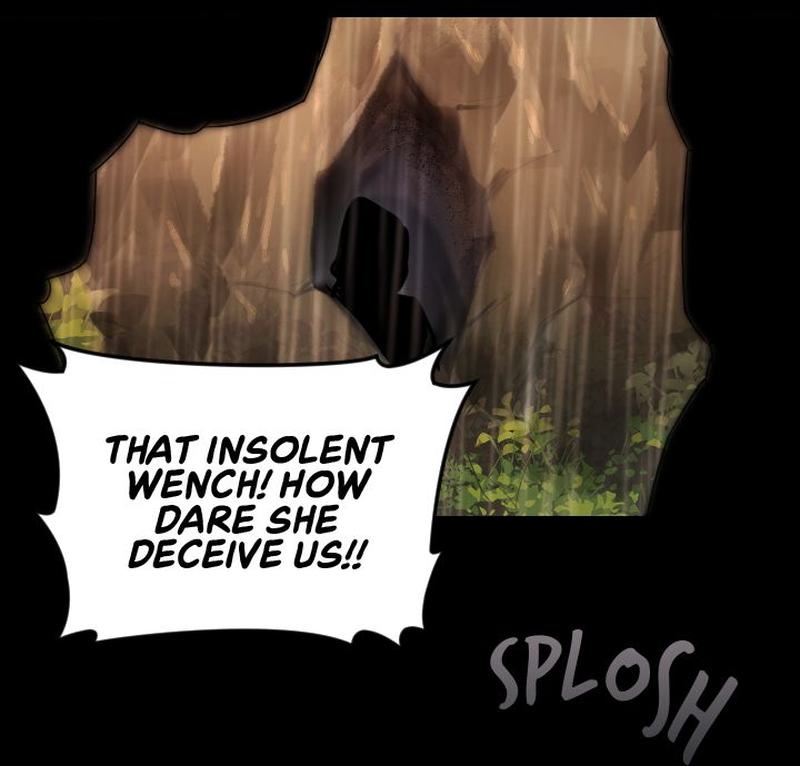 THAT INSOLENT
WENCH! HOW
DARE SHE
DECEIVE US!!
SPLOSH